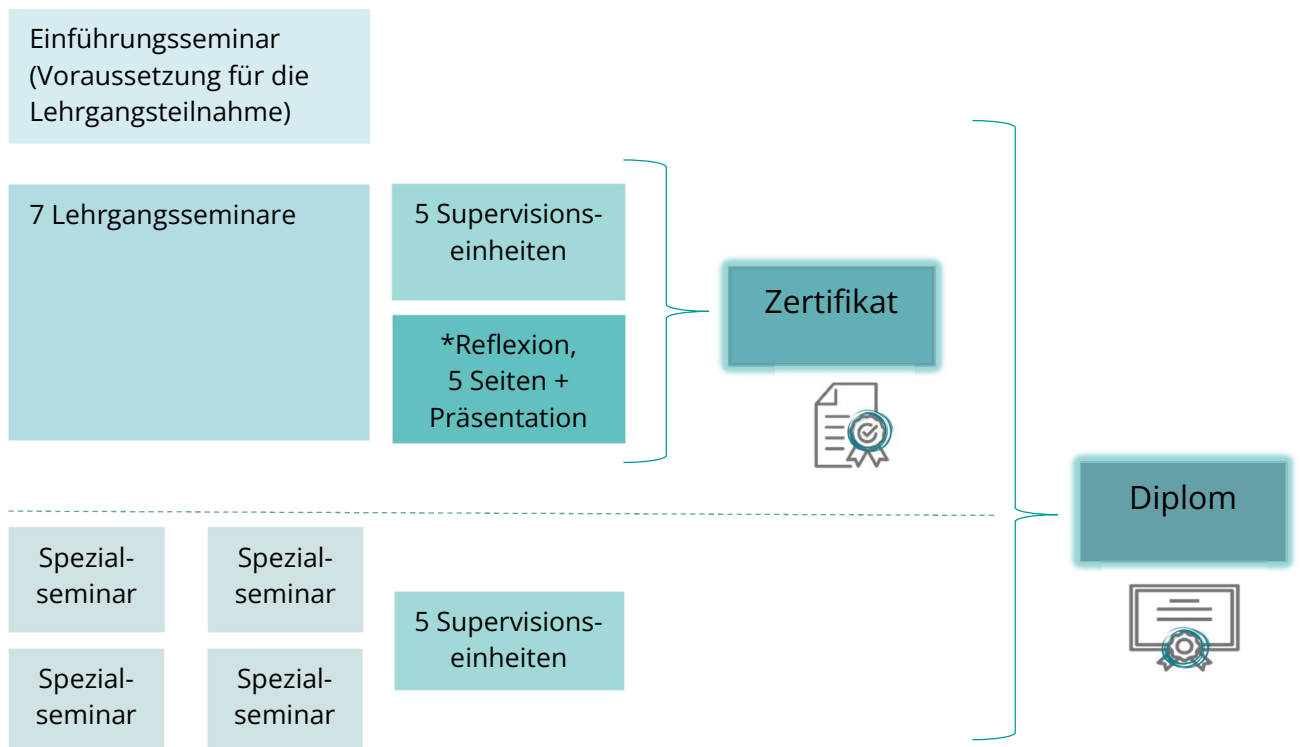 Einführungsseminar
(Voraussetzung für die
Lehrgangsteilnahme)
7 Lehrgangsseminare
5 Supervisions-
einheiten
*Reflexion,
5 Seiten +
Präsentation
Zertifikat
Diplom
Spezial-
seminar
Spezial-
seminar
5 Supervisions-
einheiten
Spezial-
seminar
Spezial-
seminar